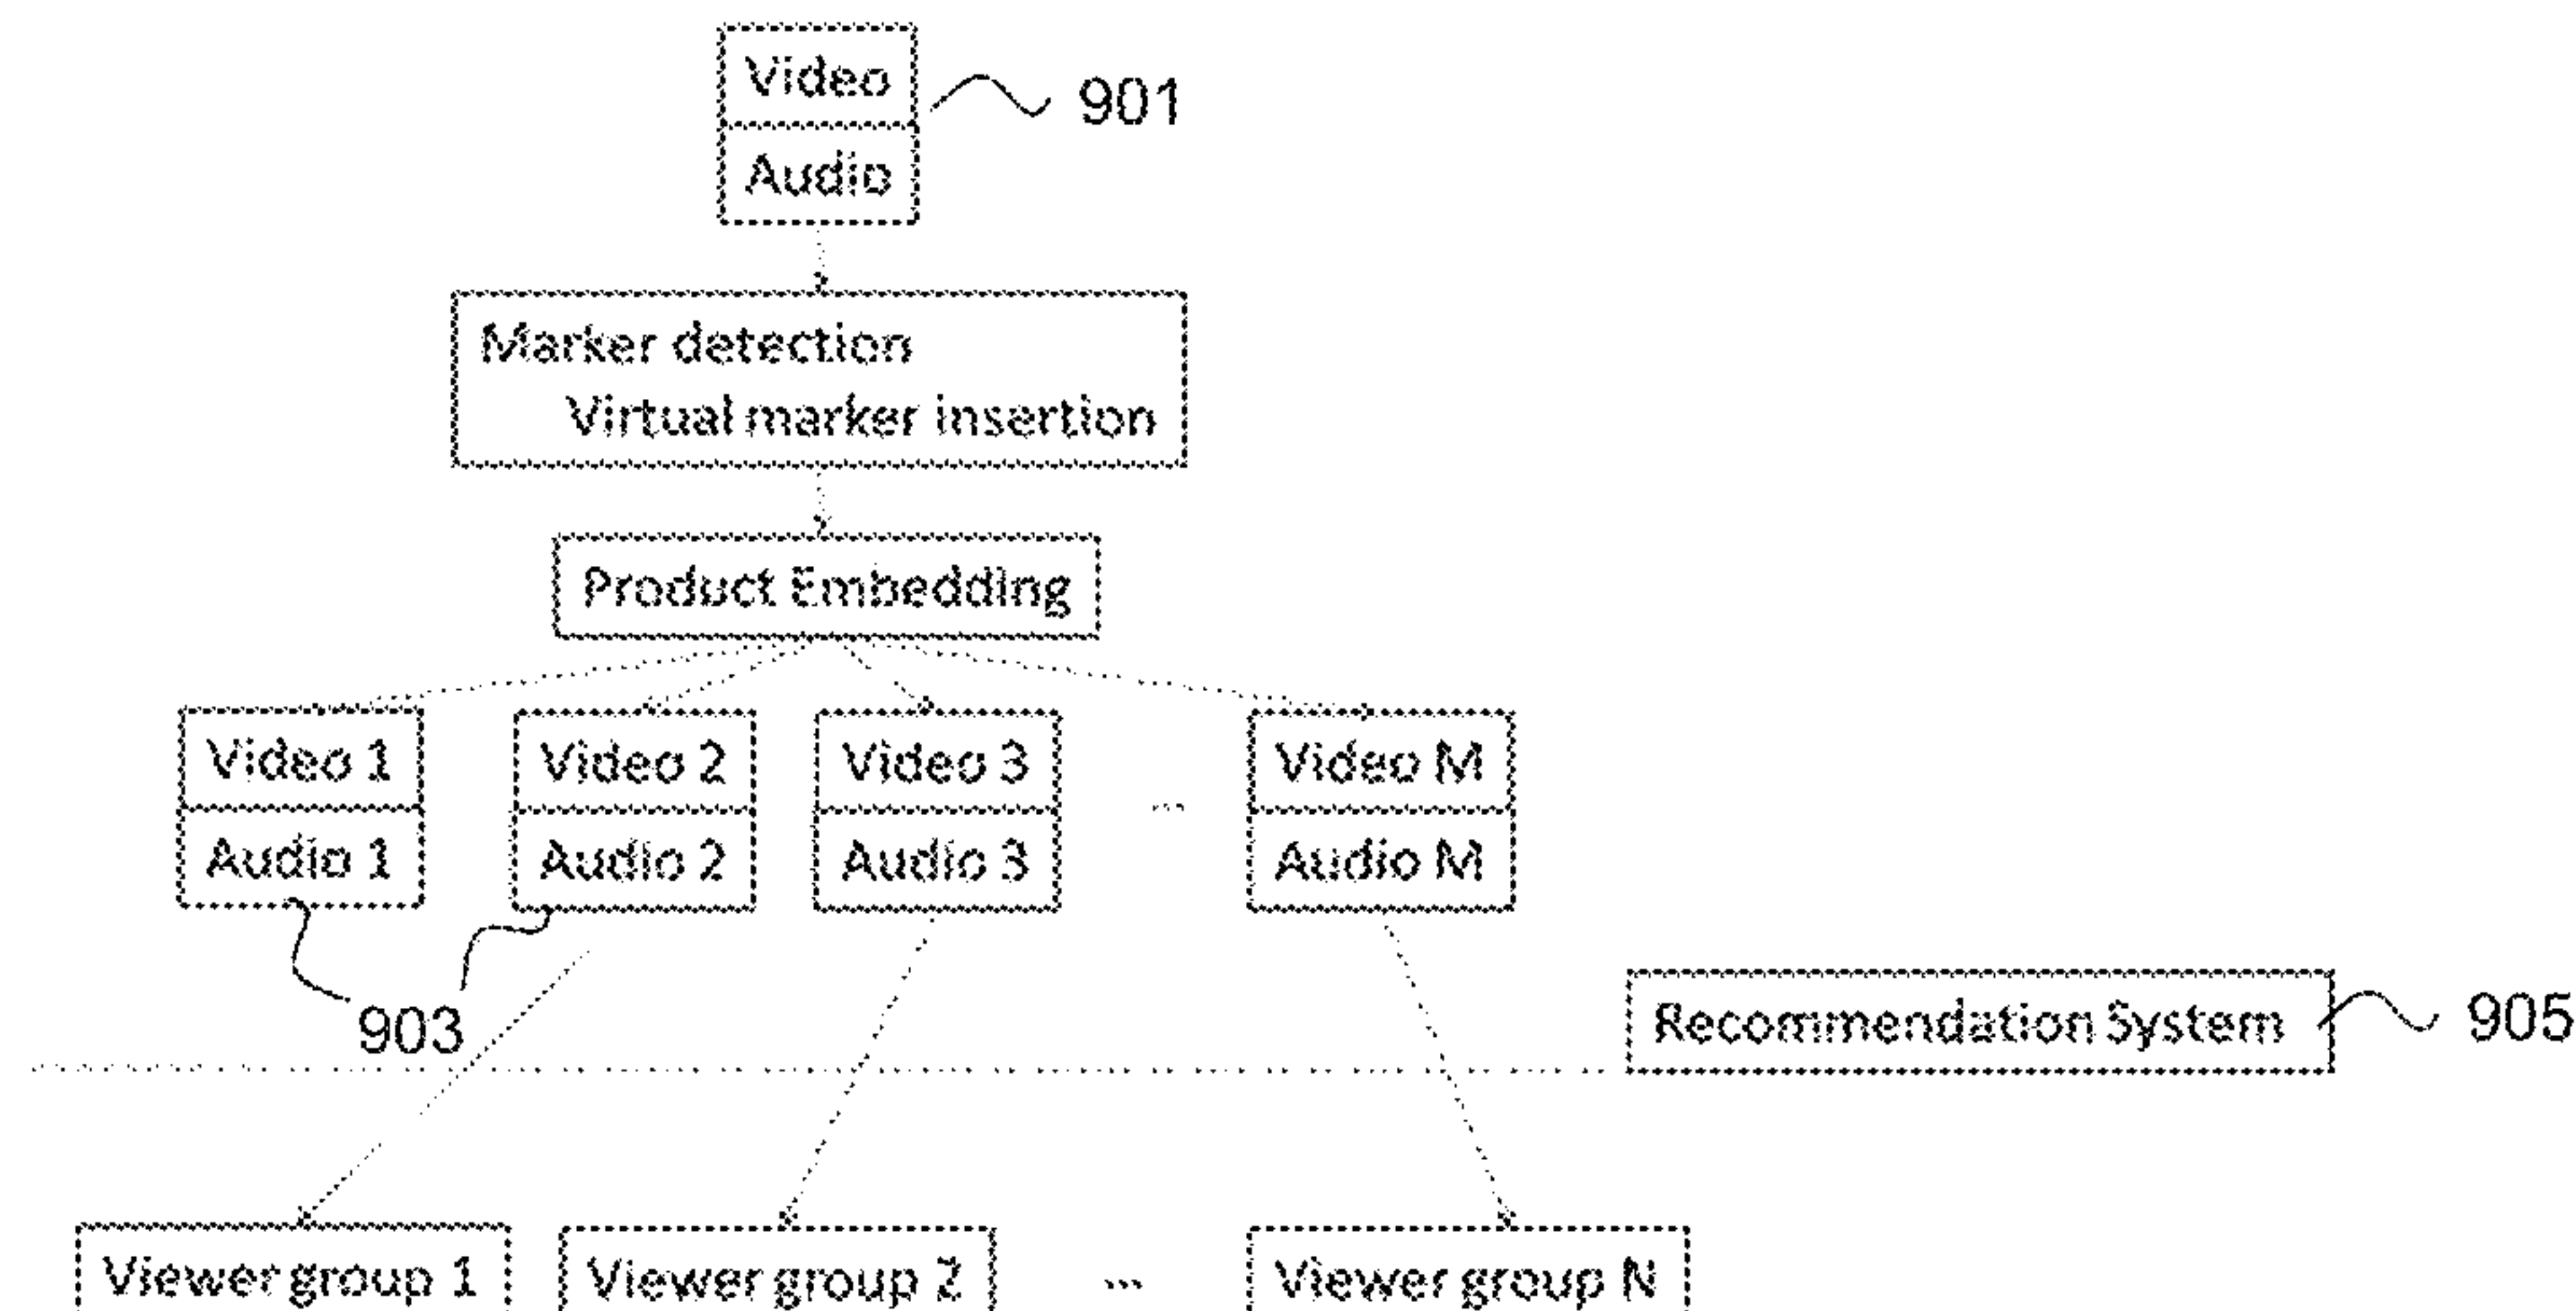 Video
901
Audio
Marker detection
Virtual marker insertion
Product Embedding
Video 1
Video 2
Video 3
...
Video M
Audio 1
Audio 2
Audio 3
Audio M
903
Recommendation System
905
Viewer group 1
Viewer group 2
...
Viewer group N